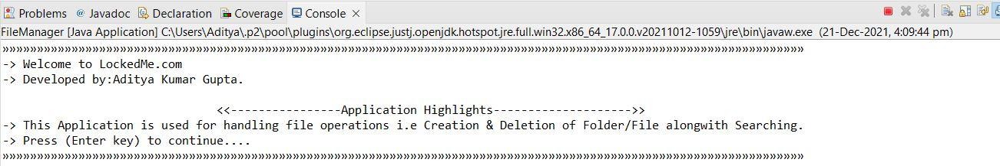 Problems @ Javadoc Declaration Coverage Console
FileManager [Java Application] C:\Users\Aditya\.p2\pool\plugins\org.eclipse.justj.openjdk.hotspot.jre.full.win32.x86_64_17.0.0.v20211012-1059\jre\bin\javaw.exe (21-Dec-2021, 4:09:44 pm)
»»»»»»»»»»»»»»»»»»»»»»»»»»»»»»»»»»»»»»»»»»»»»»»»»»»»»»»»»»»»»»»»»»»»»»»»»»»»»»»»»»»»»»»»»»»»»»»»»»»»»»»»»»»»»»»»»»»»
-> Welcome to LockedMe.com
-> Developed by:Aditya Kumar Gupta.
<<----------------Application Highlights-------------------->>
-> This Application is used for handling file operations i.e Creation & Deletion of Folder/File alongwith Searching.
-> Press (Enter key) to continue....
»»»»»»»»»»»»»»»»»»»»»»»»»»»»»»»»»»»»»»»»»»»»»»»»»»»»»»»»»»»»»»»»»»»»»»»»»»»»»»»»»»»»»»»»»»»»»»»»»»»»»»»»»»»»»»»»»»»»